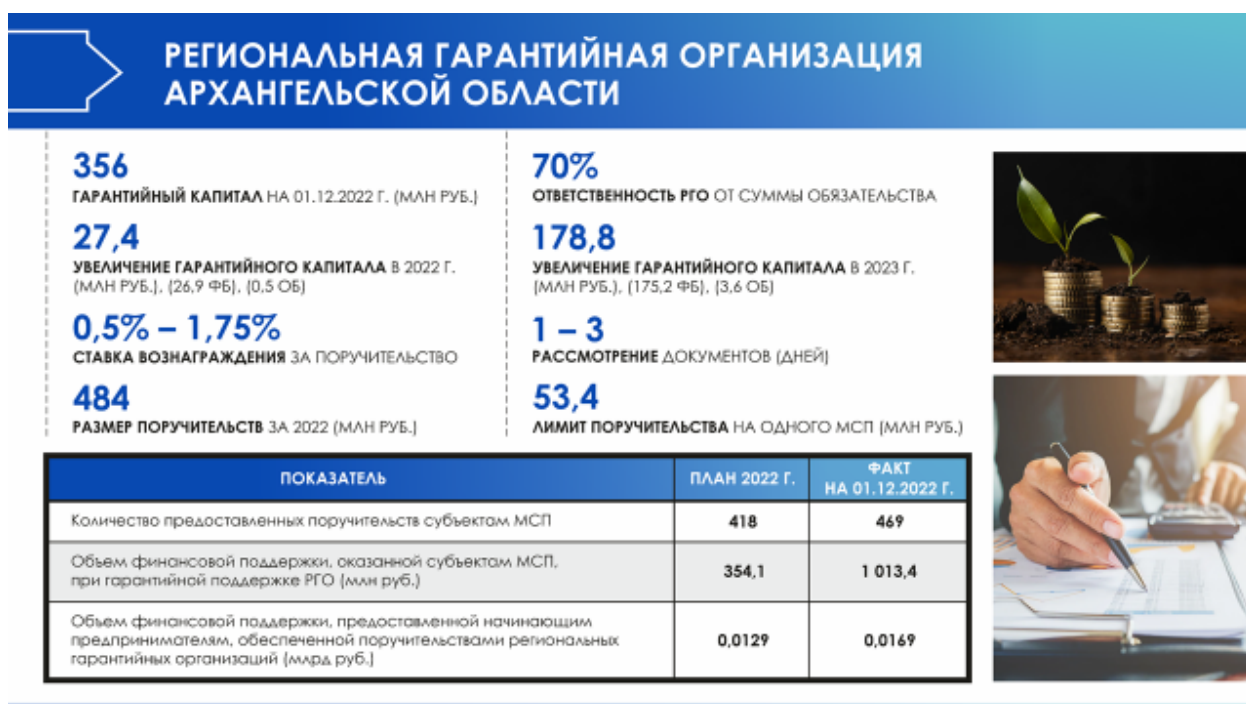 РЕГИОНАЛЬНАЯ ГАРАНТИЙНАЯ ОРГАНИЗАЦИЯ
АРХАНГЕЛЬСКОЙ ОБЛАСТИ
356
ГАРАНТИЙНЫЙ КАПИТАЛ НА 01.12.2022 Г. (МЛН РУБ.)
27,4
УВЕЛИЧЕНИЕ ГАРАНТИЙНОГО КАПИТАЛА В 2022 Г.
(МЛН РУБ.), (26,9 ФБ), (0,5 ОБ)
0,5% – 1,75%
СТАВКА ВОЗНАГРАЖДЕНИЯ ЗА ПОРУЧИТЕЛЬСТВО
484
РАЗМЕР ПОРУЧИТЕЛЬСТВ ЗА 2022 (МЛН РУБ.)
70%
ОТВЕТСТВЕННОСТЬ РГО ОТ СУММЫ ОБЯЗАТЕЛЬСТВА
178,8
УВЕЛИЧЕНИЕ ГАРАНТИЙНОГО КАПИТАЛА В 2023 Г.
(МЛН РУБ.), (175,2 ФБ), (3,6 ОБ)
1 – 3
РАССМОТРЕНИЕ ДОКУМЕНТОВ (ДНЕЙ)
53,4
ЛИМИТ ПОРУЧИТЕЛЬСТВА НА ОДНОГО МСП (МЛН РУБ.)
ПОКАЗАТЕЛЬ
ПЛАН 2022 Г.
ФАКТ
НА 01.12.2022 Г.
Количество предоставленных поручительств субъектам МСП
418
469
Объем финансовой поддержки, оказанной субъектам МСП,
при гарантийной поддержке РГО (млн руб.)
354,1
1 013,4
Объем финансовой поддержки, предоставленной начинающим
предпринимателям, обеспеченной поручительствами региональных
гарантийных организаций (млрд руб.)
0,0129
0,0169